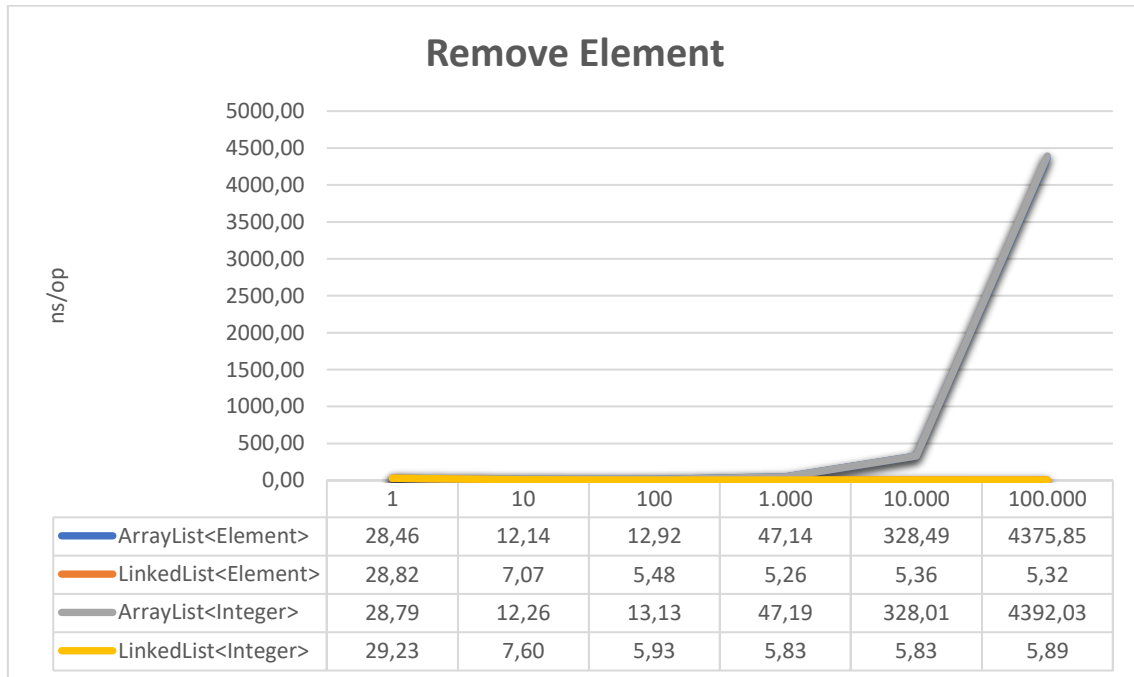 Remove Element
5000,00
4500,00
4000,00
3500,00
3000,00
2500,00
2000,00
1500,00
1000,00
500,00
0,00
ns/op
1 10 100 1.000 10.000 100.000
ArrayList<Element> 28,46 12,14 12,92 47,14 328,49 4375,85
LinkedList<Element> 28,82 7,07 5,48 5,26 5,36 5,32
ArrayList<Integer> 28,79 12,26 13,13 47,19 328,01 4392,03
LinkedList<Integer> 29,23 7,60 5,93 5,83 5,83 5,89